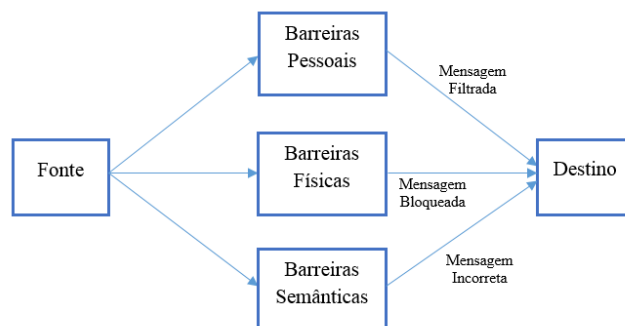 Barreiras
Pessoais
Mensagem
Filtrada
Fonte
Barreiras
Físicas
Mensagem
Bloqueada
Destino
Barreiras
Semânticas
Mensagem
Incorreta